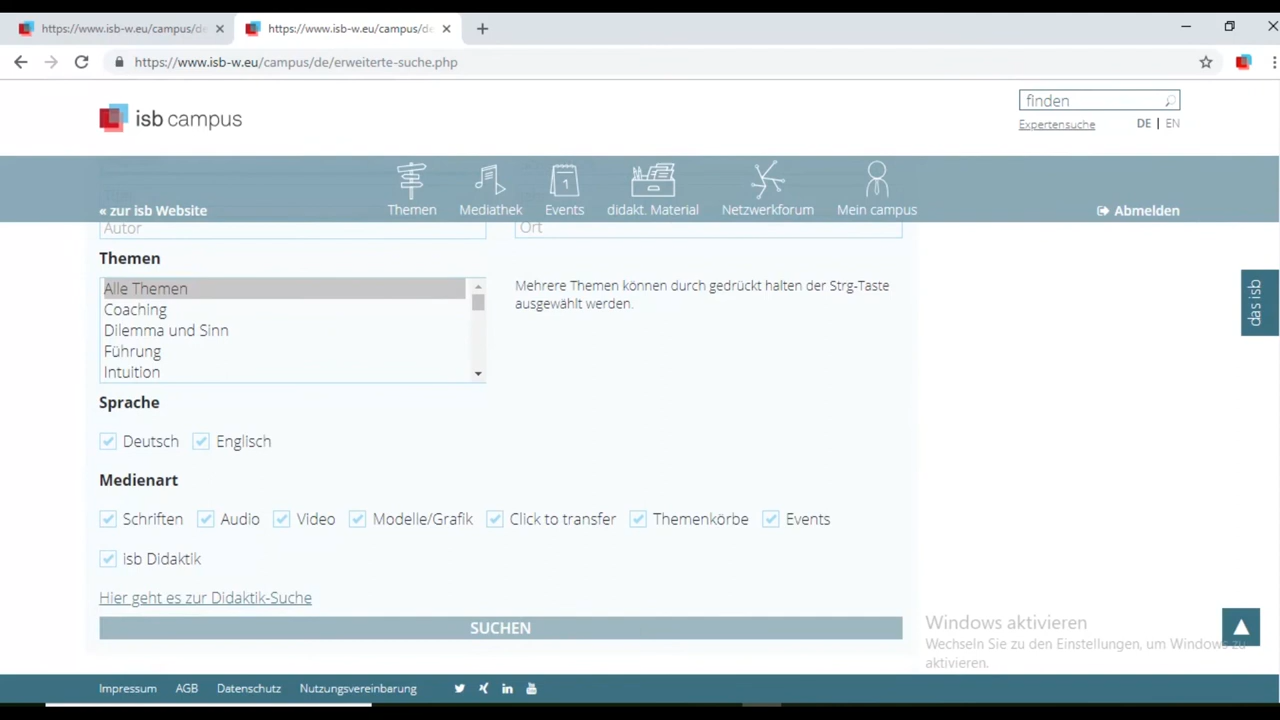 https://www.isb-w.eu/campus/de
https://www.isb-w.eu/campus/de
https://www.isb-w.eu/campus/de/erweiterte-suche.php
isb campus
finden
Expertensuche
DE | EN
« zur isb Website
Themen
Mediathek
1
Events
didakt. Material
Netzwerkforum
Mein campus
Abmelden
Autor
Ort
Themen
Alle Themen
Coaching
Dilemma und Sinn
Führung
Intuition
Mehrere Themen können durch gedrückt halten der Strg-Taste
ausgewählt werden.
das isb
Sprache
Deutsch
Englisch
Medienart
Schriften
Audio
Video
Modelle/Grafik
Click to transfer
Themenkörbe
Events
isb Didaktik
Hier geht es zur Didaktik-Suche
SUCHEN
Windows aktivieren
Wechseln Sie zu den Einstellungen, um Windows zu
aktivieren.
Impressum
AGB
Datenschutz
Nutzungsvereinbarung